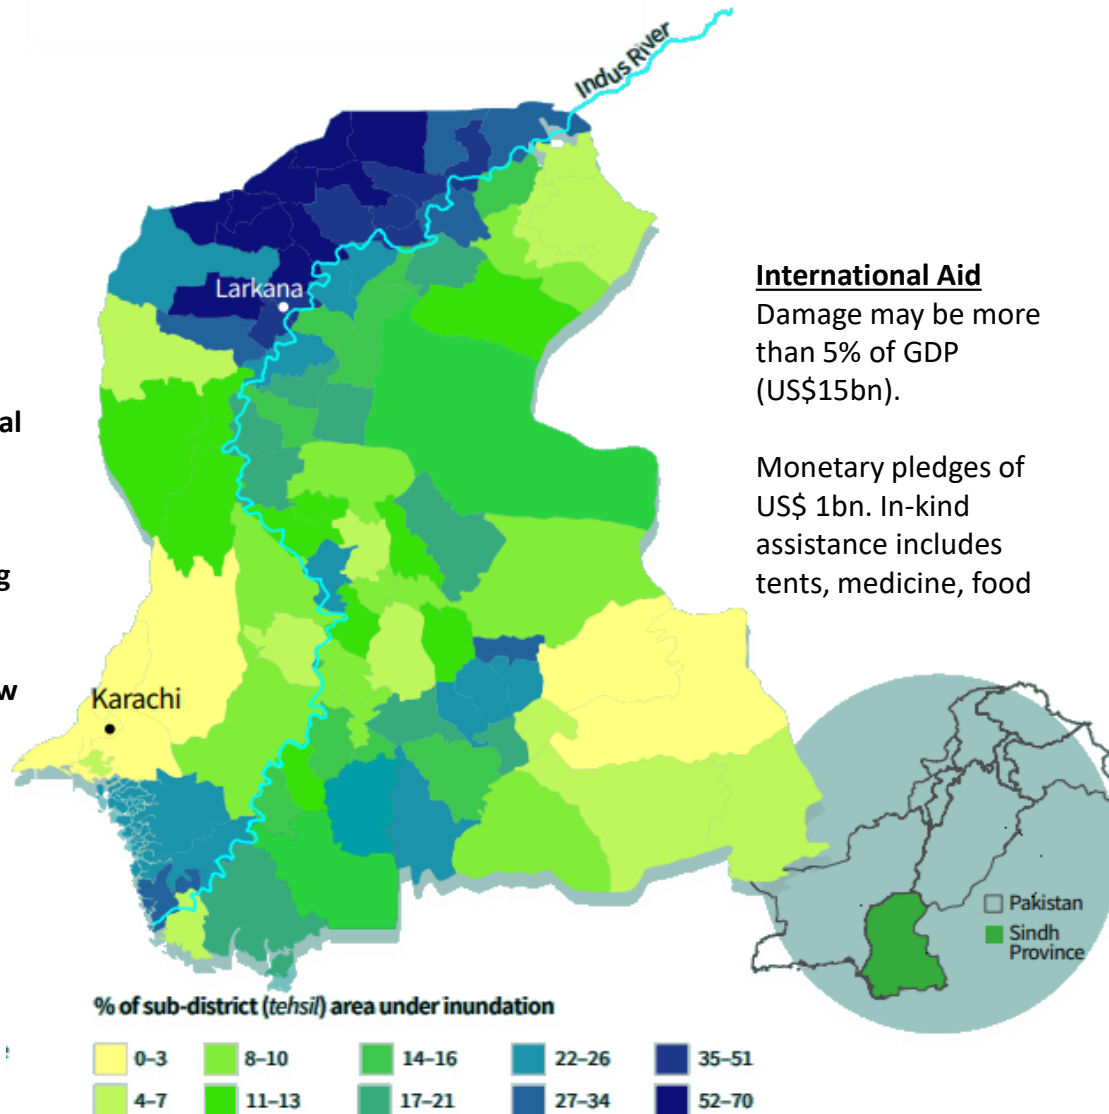 Indus River
Larkana
International Aid
Damage may be more
than 5% of GDP
(US$15bn).
Monetary pledges of
US$ 1bn. In-kind
assistance includes
tents, medicine, food
al
g
w
Karachi
Pakistan
Sindh
Province
% of sub-district (tehsil) area under inundation
0–3
8–10
14–16
22–26
35–51
4–7
11–13
17–21
27–34
52–70